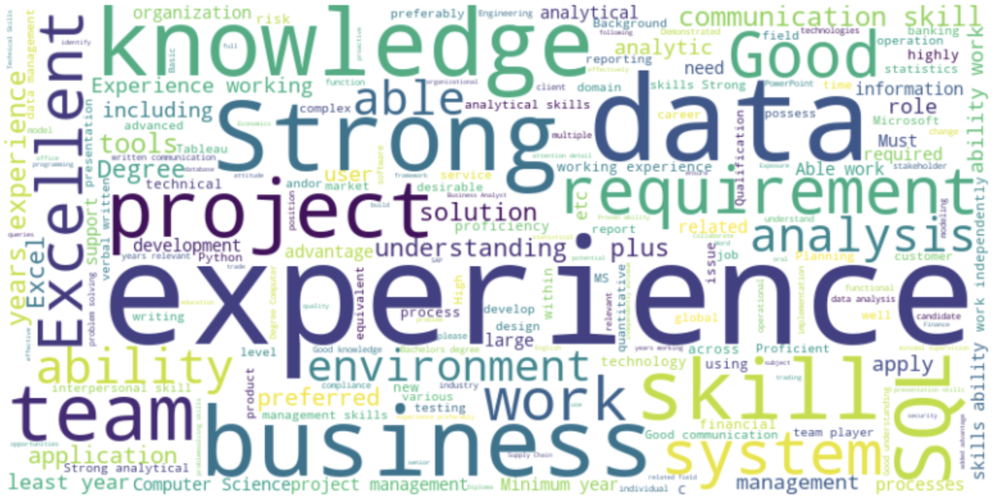 Technical Skills
data management
Excellent
identify
organization
risk
knowledge
Basic
full
proactive
preferably
Engineering
analytical
Background
following
Demonstrated
technologies
communication skill
banking
field
operation
Good
highly
statistics
analytic
reporting
need
effectively
Experience working
function
organizational
able
client
domain
skills Strong
PowerPoint
time
information
ability work
years experience
model
office
programming
presentation
including
advanced
complex
analytical skills
Strong
Economics
multiple
data
career
possess
role
Microsoft
change
Must
required
stakeholder
tools
Tableau
written communication
Degree
database
attitude
technical
andor
market
user
software
framework
service
desirable
Business Analyst
build
attention detail
working experience
ensure
Exposure
Qualification
Able work
requirement
project
position
solution
proficiency
etc
report
Proven ability
related
understand
modeling
queries
Excel
support
verbal written
development
years relevant
Python
trade
advantage
understanding
SAP
statistical
potential
plus
Collaborate
Word
oral
job
issue
Planning
analysis
customer
work independently
experience
problem solving
education
writing
Degree Computer
quality
equivalent
High
process
problem
please
develop
design
large
within
MS
relevant
quantitative
global
operational
implementation
functional
data analysis
well
candidate
Finance
effective
level
Good knowledge
Bachelors degree
English
years working
across
Proficient
minimal supervision
ability
environment
technology
using
subject
apply
interpersonal skill
compliance
new
industry
trading
presentation skills
team
product
preferred
various
testing
management skills
experience preferably
work
use
skill
SQL
security
Good understanding
skills ability
opportunities
application
problemsolving skills
business
senior
Supply Chain
Good communication
financial
team player
system
added advantage
Strong analytical
least year
Computer Science
project management
Diploma
Minimum year
related field
individual
C
management
processes